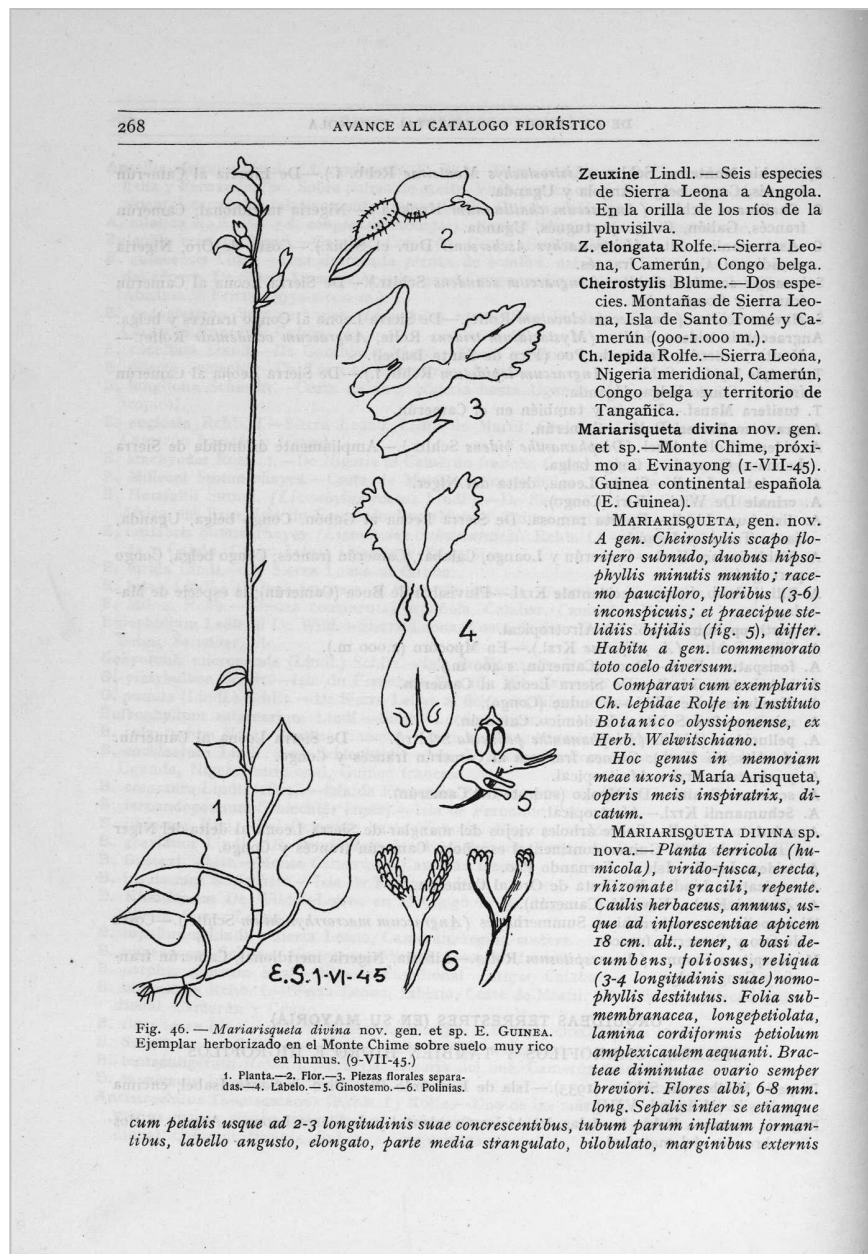 268
AVANCE AL CATALOGO FLORÍSTICO
Zeuxine Lindl.—Seis especies
de Sierra Leona a Angola.
En la orilla de los ríos de la
pluvisilva.
Z. elongata Rolfe.—Sierra Leo-
na, Camerún, Congo belga.
Cheirostylis Blume.—Dos espe-
cies. Montañas de Sierra Leo-
na, Isla de Santo Tomé y Ca-
merún (900-1.000 m.).
Ch. lepida Rolfe.—Sierra Leona,
Nigeria meridional, Camerún,
Congo belga y territorio de
Tangañica.
Mariarisqueta divina nov. gen.
et sp.—Monte Chime, próxi-
mo a Evinayong (1-VII-45).
Guinea continental española
(E. Guinea).
MARIARISQUETA, gen. nov.
A gen. Cheirostylis scapo flo-
rifero subnudo, duobus hipso-
phyllis minutis munito; race-
mo paucifloro, floribus (3-6)
inconspicuis; et praecipue ste-
lidiis bifidis (fig. 5), differ.
Habitu a gen. commemorato
toto coelo diversum.
Comparavi cum exemplariis
Ch. lepidae Rolfe in Instituto
Botanico olyssiponense, ex
Herb. Welwitschiano.
Hoc genus in memoriam
meae uxoris, María Arisqueta,
operis meis inspiratrix, di-
catum.
MARIARISQUETA DIVINA sp.
nova.—Planta terricola (hu-
micola), virido-fusca, erecta,
rhizomate gracili, repente.
Caulis herbaceus, annuus, us-
que ad inflorescentiae apicem
18 cm. alt., tener, a basi de-
cumbens, foliosus, reliqua
(3-4 longitudinis suae) nomo-
phyllis destitutus. Folia sub-
membranacea, longepetiolata,
lamina cordiformis petiolum
amplexicaulem aequanti. Brac-
teae diminutae ovario semper
breviori. Flores albi, 6-8 mm.
long. Sepalis inter se etiamque
cum petalis usque ad 2-3 longitudinis suae concrescentibus, tubum parum inflatum forman-
tibus, labello angusto, elongato, parte media strangulato, bilobulato, marginibus externis
1
2
3
4
5
6
E.S. 1-VI-45
Fig. 46.—Mariarisqueta divina nov. gen. et sp. E. GUINEA.
Ejemplar herborizado en el Monte Chime sobre suelo muy rico
en humus. (9-VII-45.)
1. Planta.—2. Flor.—3. Piezas florales separa-
das.—4. Labelo.—5. Ginostemo.—6. Polinias.